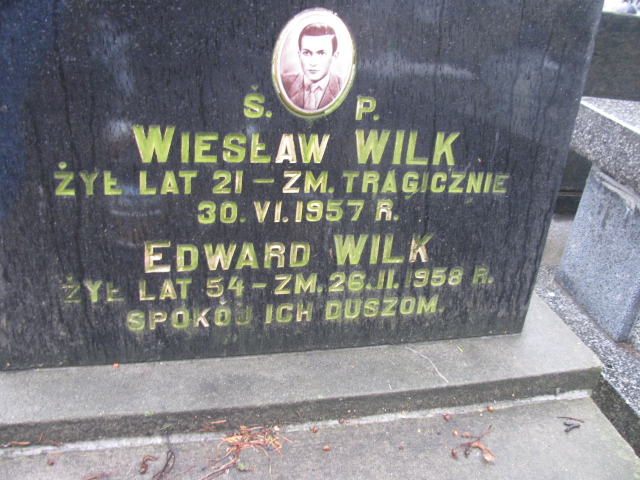 Ś. P.
WIESŁAW WILK
ŻYŁ LAT 21 – ZM. TRAGICZNIE
30. VI. 1957 R.
EDWARD WILK
ŻYŁ LAT 54 – ZM. 26. II. 1958 R.
SPOKÓJ ICH DUSZOM.